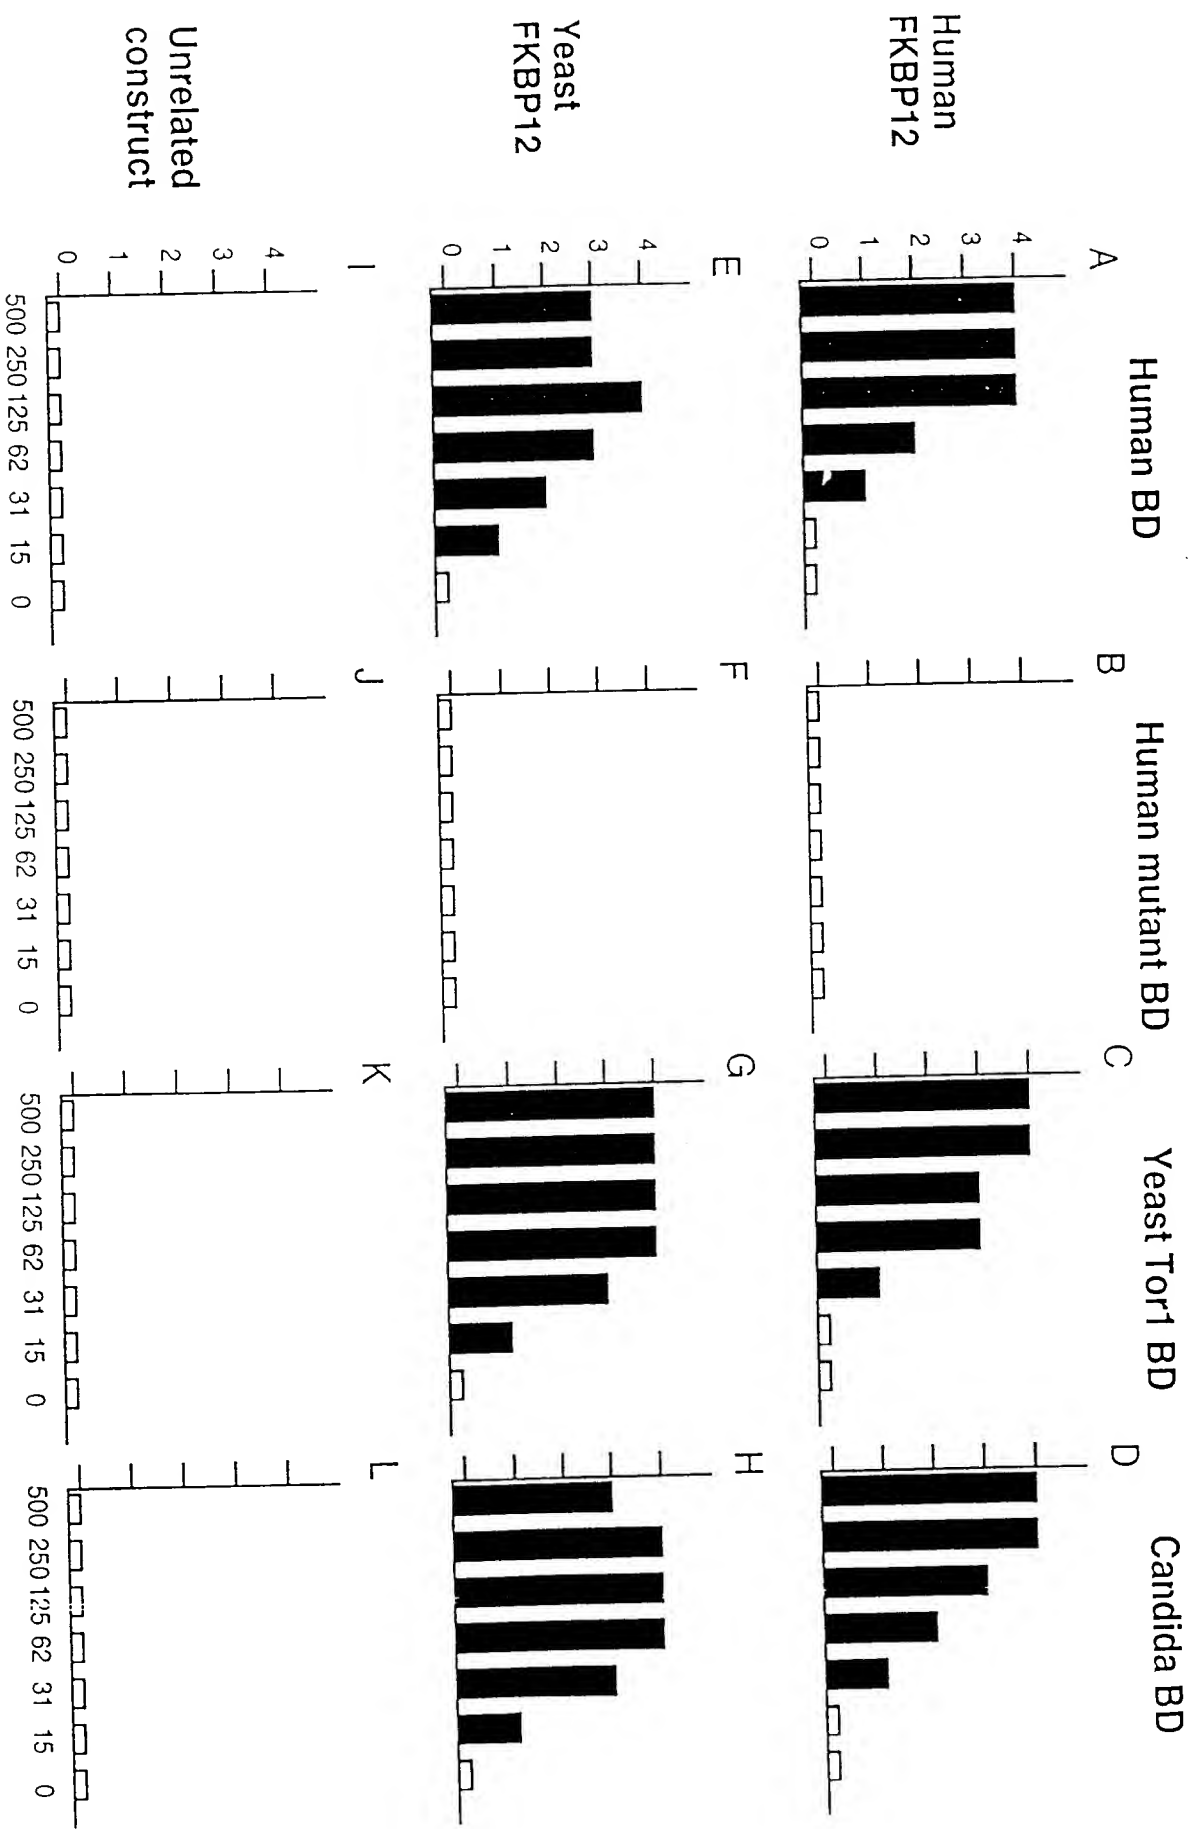 Human BD
Human mutant BD
Yeast Tor1 BD
Candida BD
A
B
C
D
Human
FKBP12
4
3
2
1
0
E
F
G
H
Yeast
FKBP12
4
3
2
1
0
I
J
K
L
Unrelated
construct
4
3
2
1
0
500 250 125 62 31 15 0
500 250 125 62 31 15 0
500 250 125 62 31 15 0
500 250 125 62 31 15 0